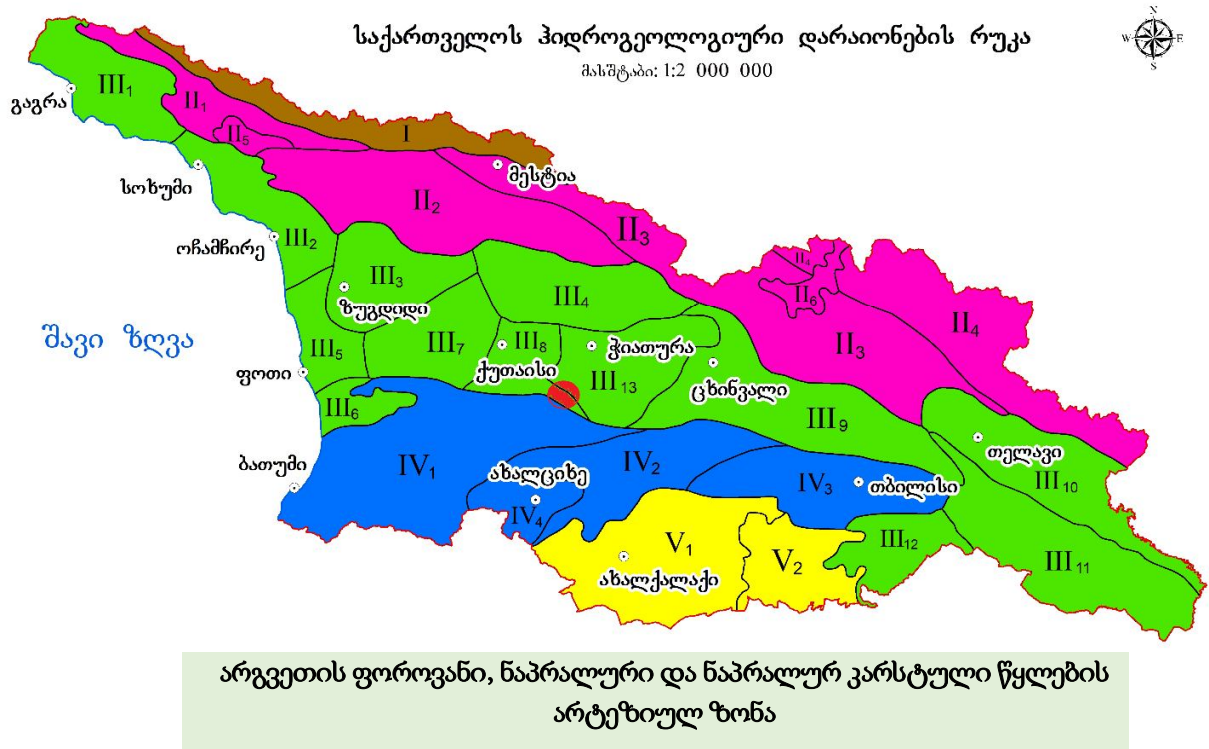 საქართველოს ჰიდროგეოლოგიური დარაიონების რუკა
მასშტაბი: 1:2 000 000
N
W E
S
III₁
გაგრა
II₁
II₅
I
სოხუმი
მესტია
II₂
II₃
ოჩამჩირე
III₂
III₃
II₄
II₆
ზუგდიდი
III₄
II₄
შავი ზღვა
III₅
III₇
III₈
ჭიათურა
II₃
ფოთი
ქუთაისი
III₁₃
ცხინვალი
III₆
III₉
თელავი
ბათუმი
IV₁
ახალციხე
IV₂
IV₃
თბილისი
III₁₀
IV₄
V₁
V₂
III₁₂
III₁₁
ახალქალაქი
არგვეთის ფოროვანი, ნაპრალური და ნაპრალურ კარსტული წყლების
არტეზიულ ზონა